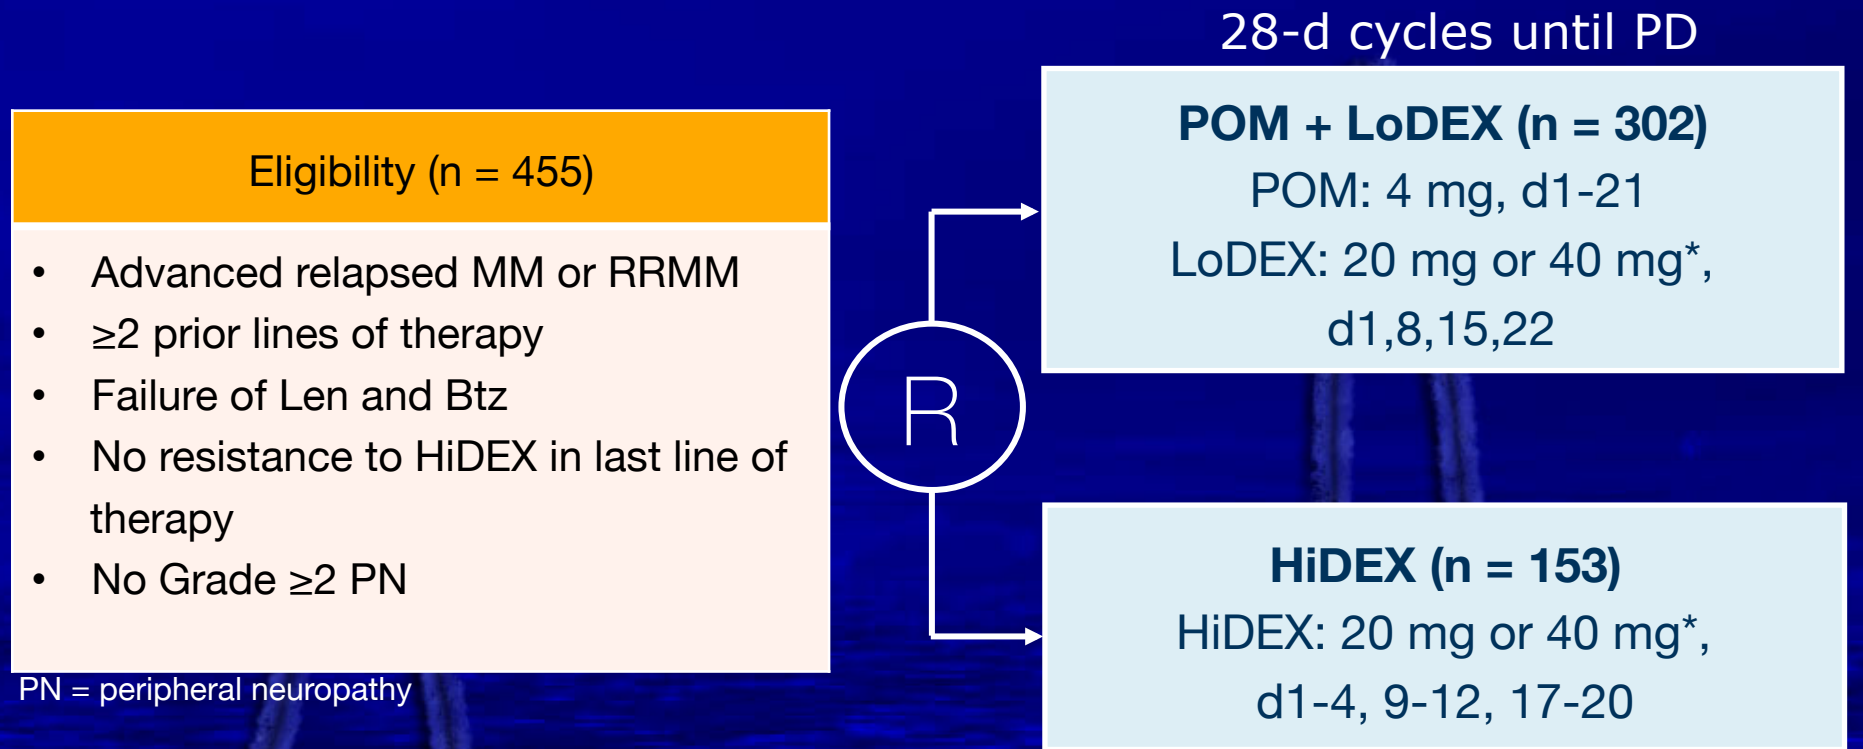 28-d cycles until PD
Eligibility (n = 455)
• Advanced relapsed MM or RRMM
• ≥2 prior lines of therapy
• Failure of Len and Btz
• No resistance to HiDEX in last line of
therapy
• No Grade ≥2 PN
PN = peripheral neuropathy
R
POM + LoDEX (n = 302)
POM: 4 mg, d1-21
LoDEX: 20 mg or 40 mg*,
d1,8,15,22
HiDEX (n = 153)
HiDEX: 20 mg or 40 mg*,
d1-4, 9-12, 17-20